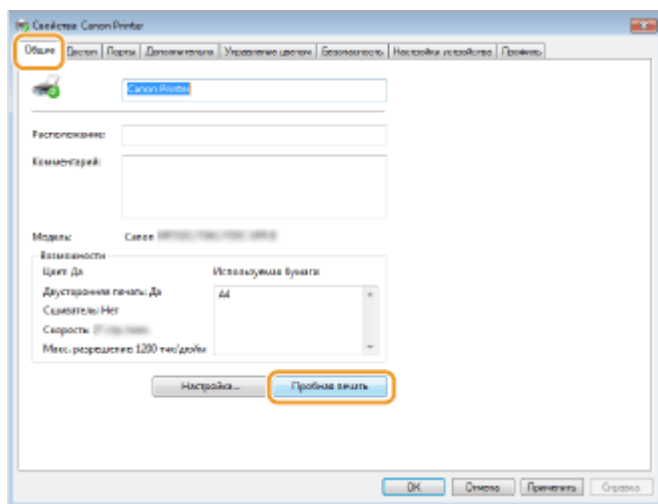 Свойства: Canon Printer
Общие Доступ Порты Дополнительно Управление цветом Безопасность Настройки устройства Профиль
Canon Printer
Расположение:
Комментарий:
Модель: Canon
Возможности
Цвет: Да Используемая бумага
Двусторонняя печать: Да A4
Сшиватель: Нет
Скорость:
Макс. разрешение: 1200 тчк/дюйм
Настройка... Пробная печать
OK Отмена Применить Справка